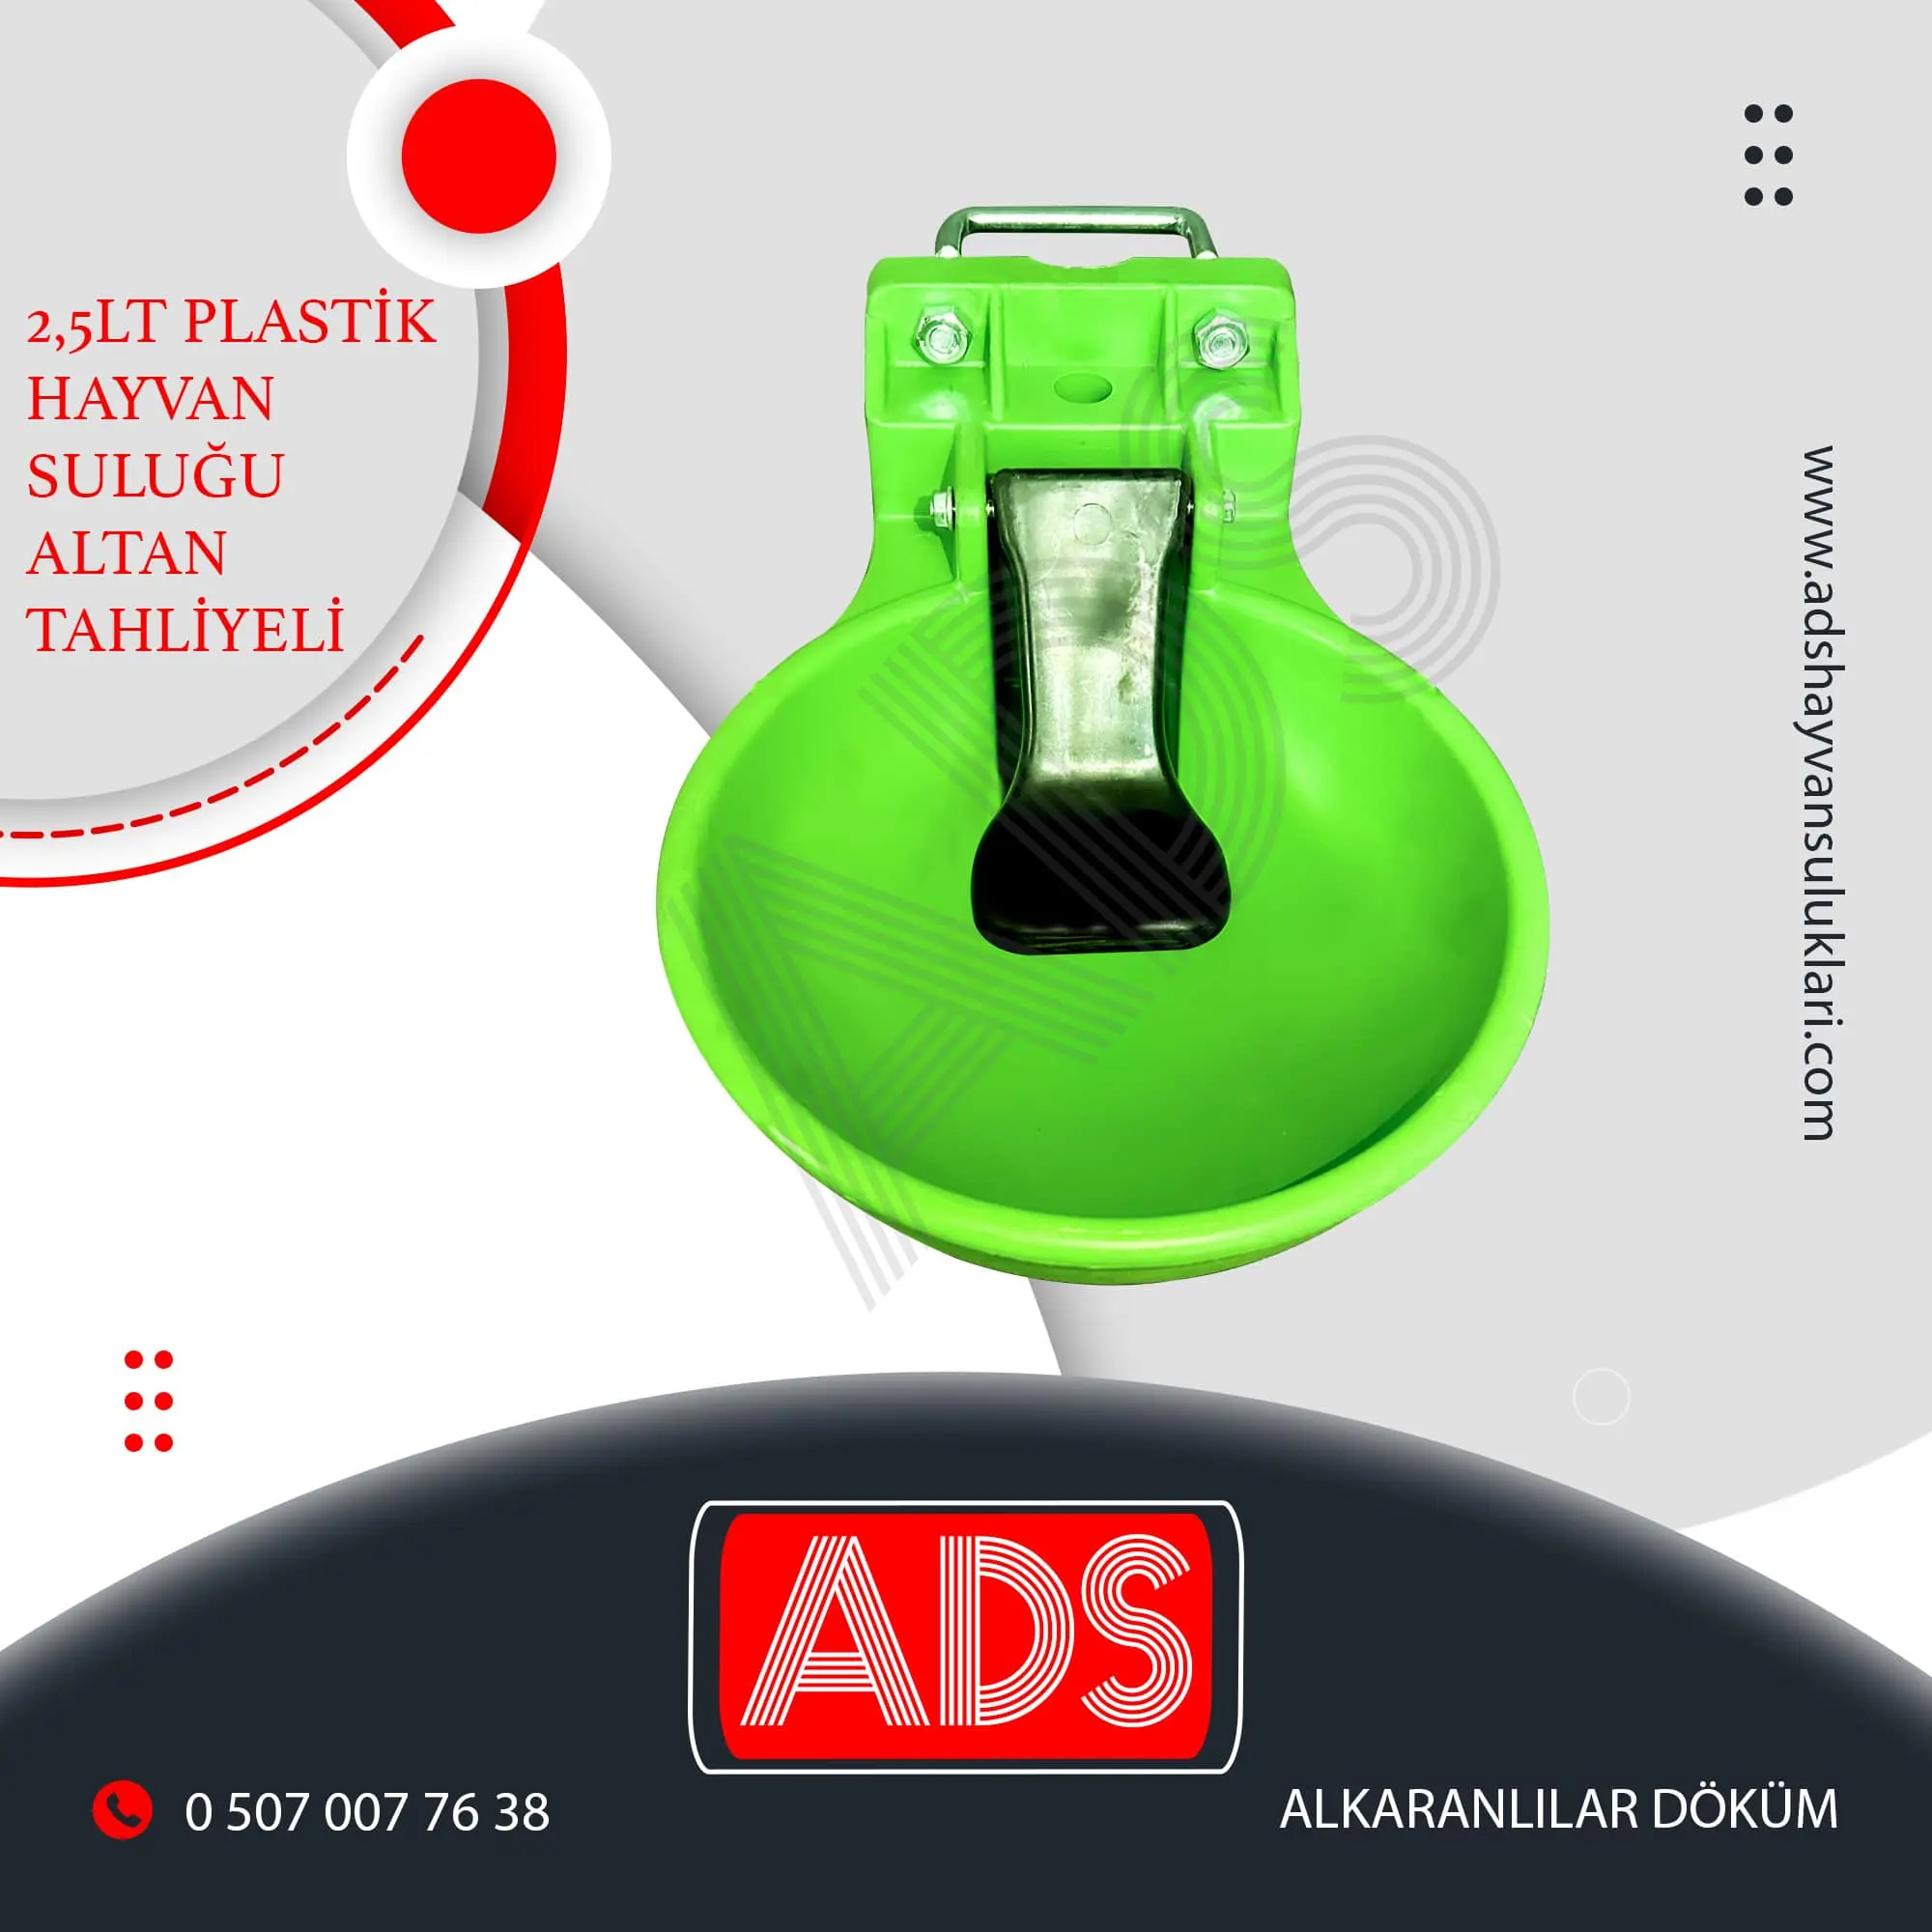 2,5LT PLASTİK
HAYVAN
SULUĞU
ALTAN
TAHLİYELİ
www.adshayvansuluklari.com
ADS
ADS
0 507 007 76 38
ALKARANLILAR DÖKÜM